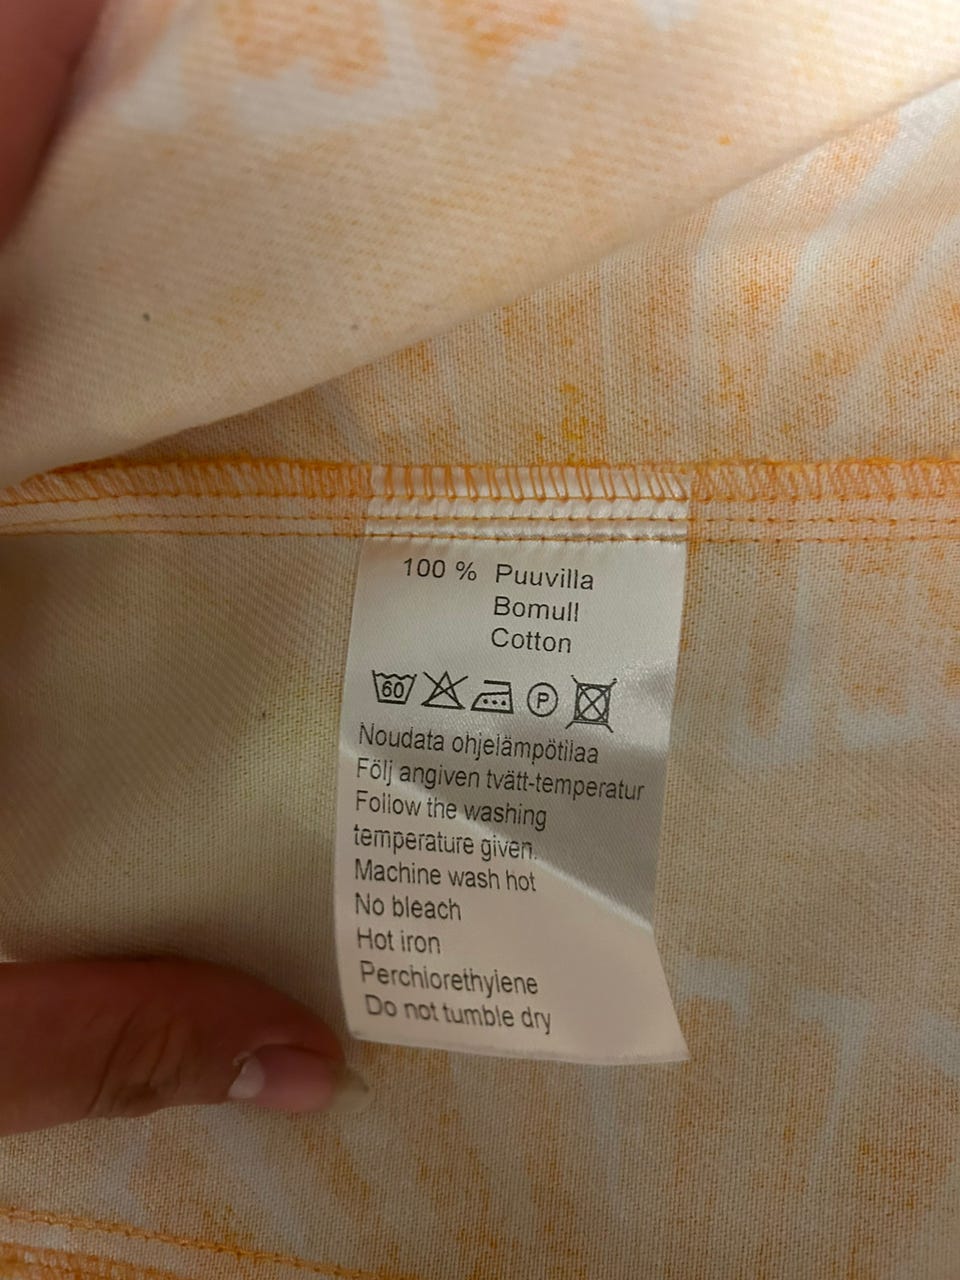 100 % Puuvilla
Bomull
Cotton
60 P
Noudata ohjelämpötilaa
Följ angiven tvätt-temperatur
Follow the washing
temperature given.
Machine wash hot
No bleach
Hot iron
Perchlorethylene
Do not tumble dry